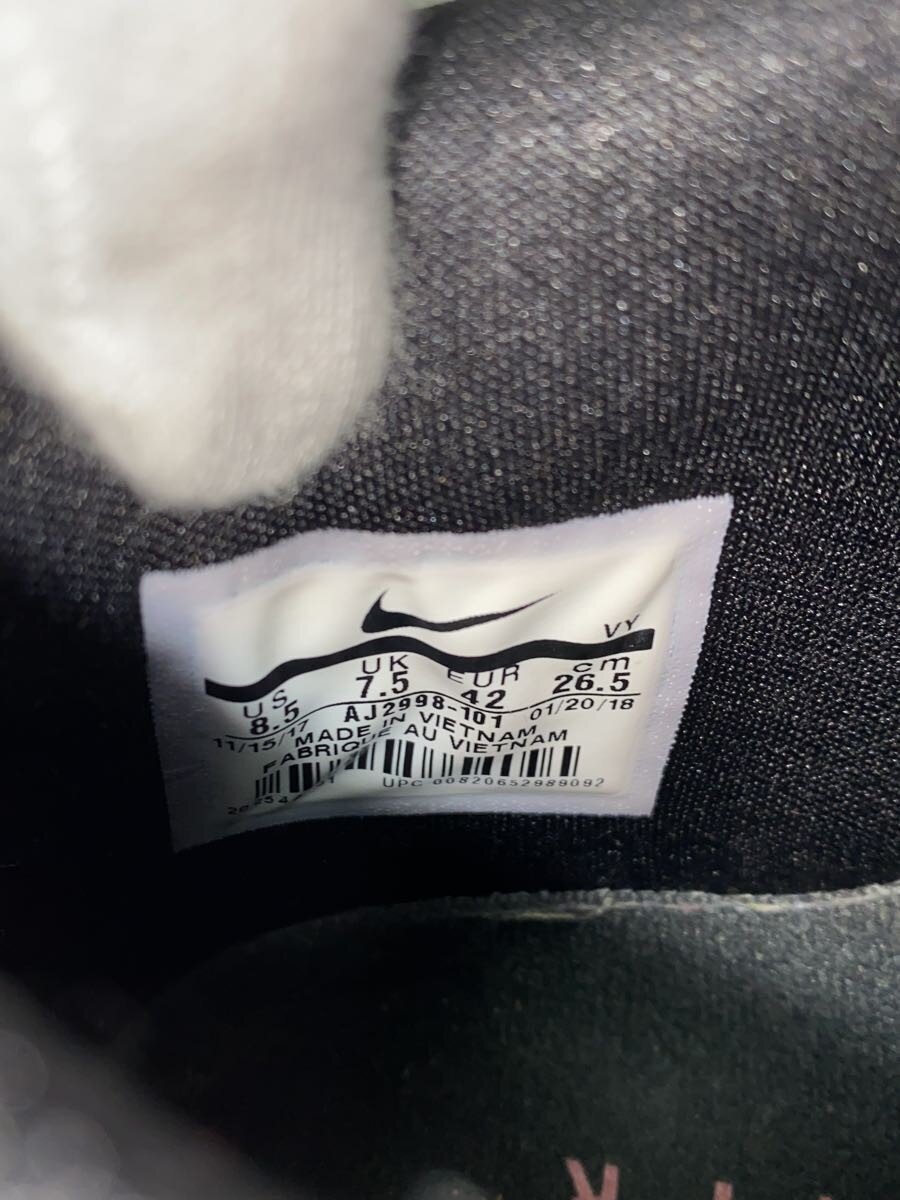 VY
US UK EUR cm
8.5 7.5 42 26.5
11/15/17 AJ2998-101 01/20/18
MADE IN VIETNAM
FABRIQUE AU VIETNAM
UPC 00820652989092